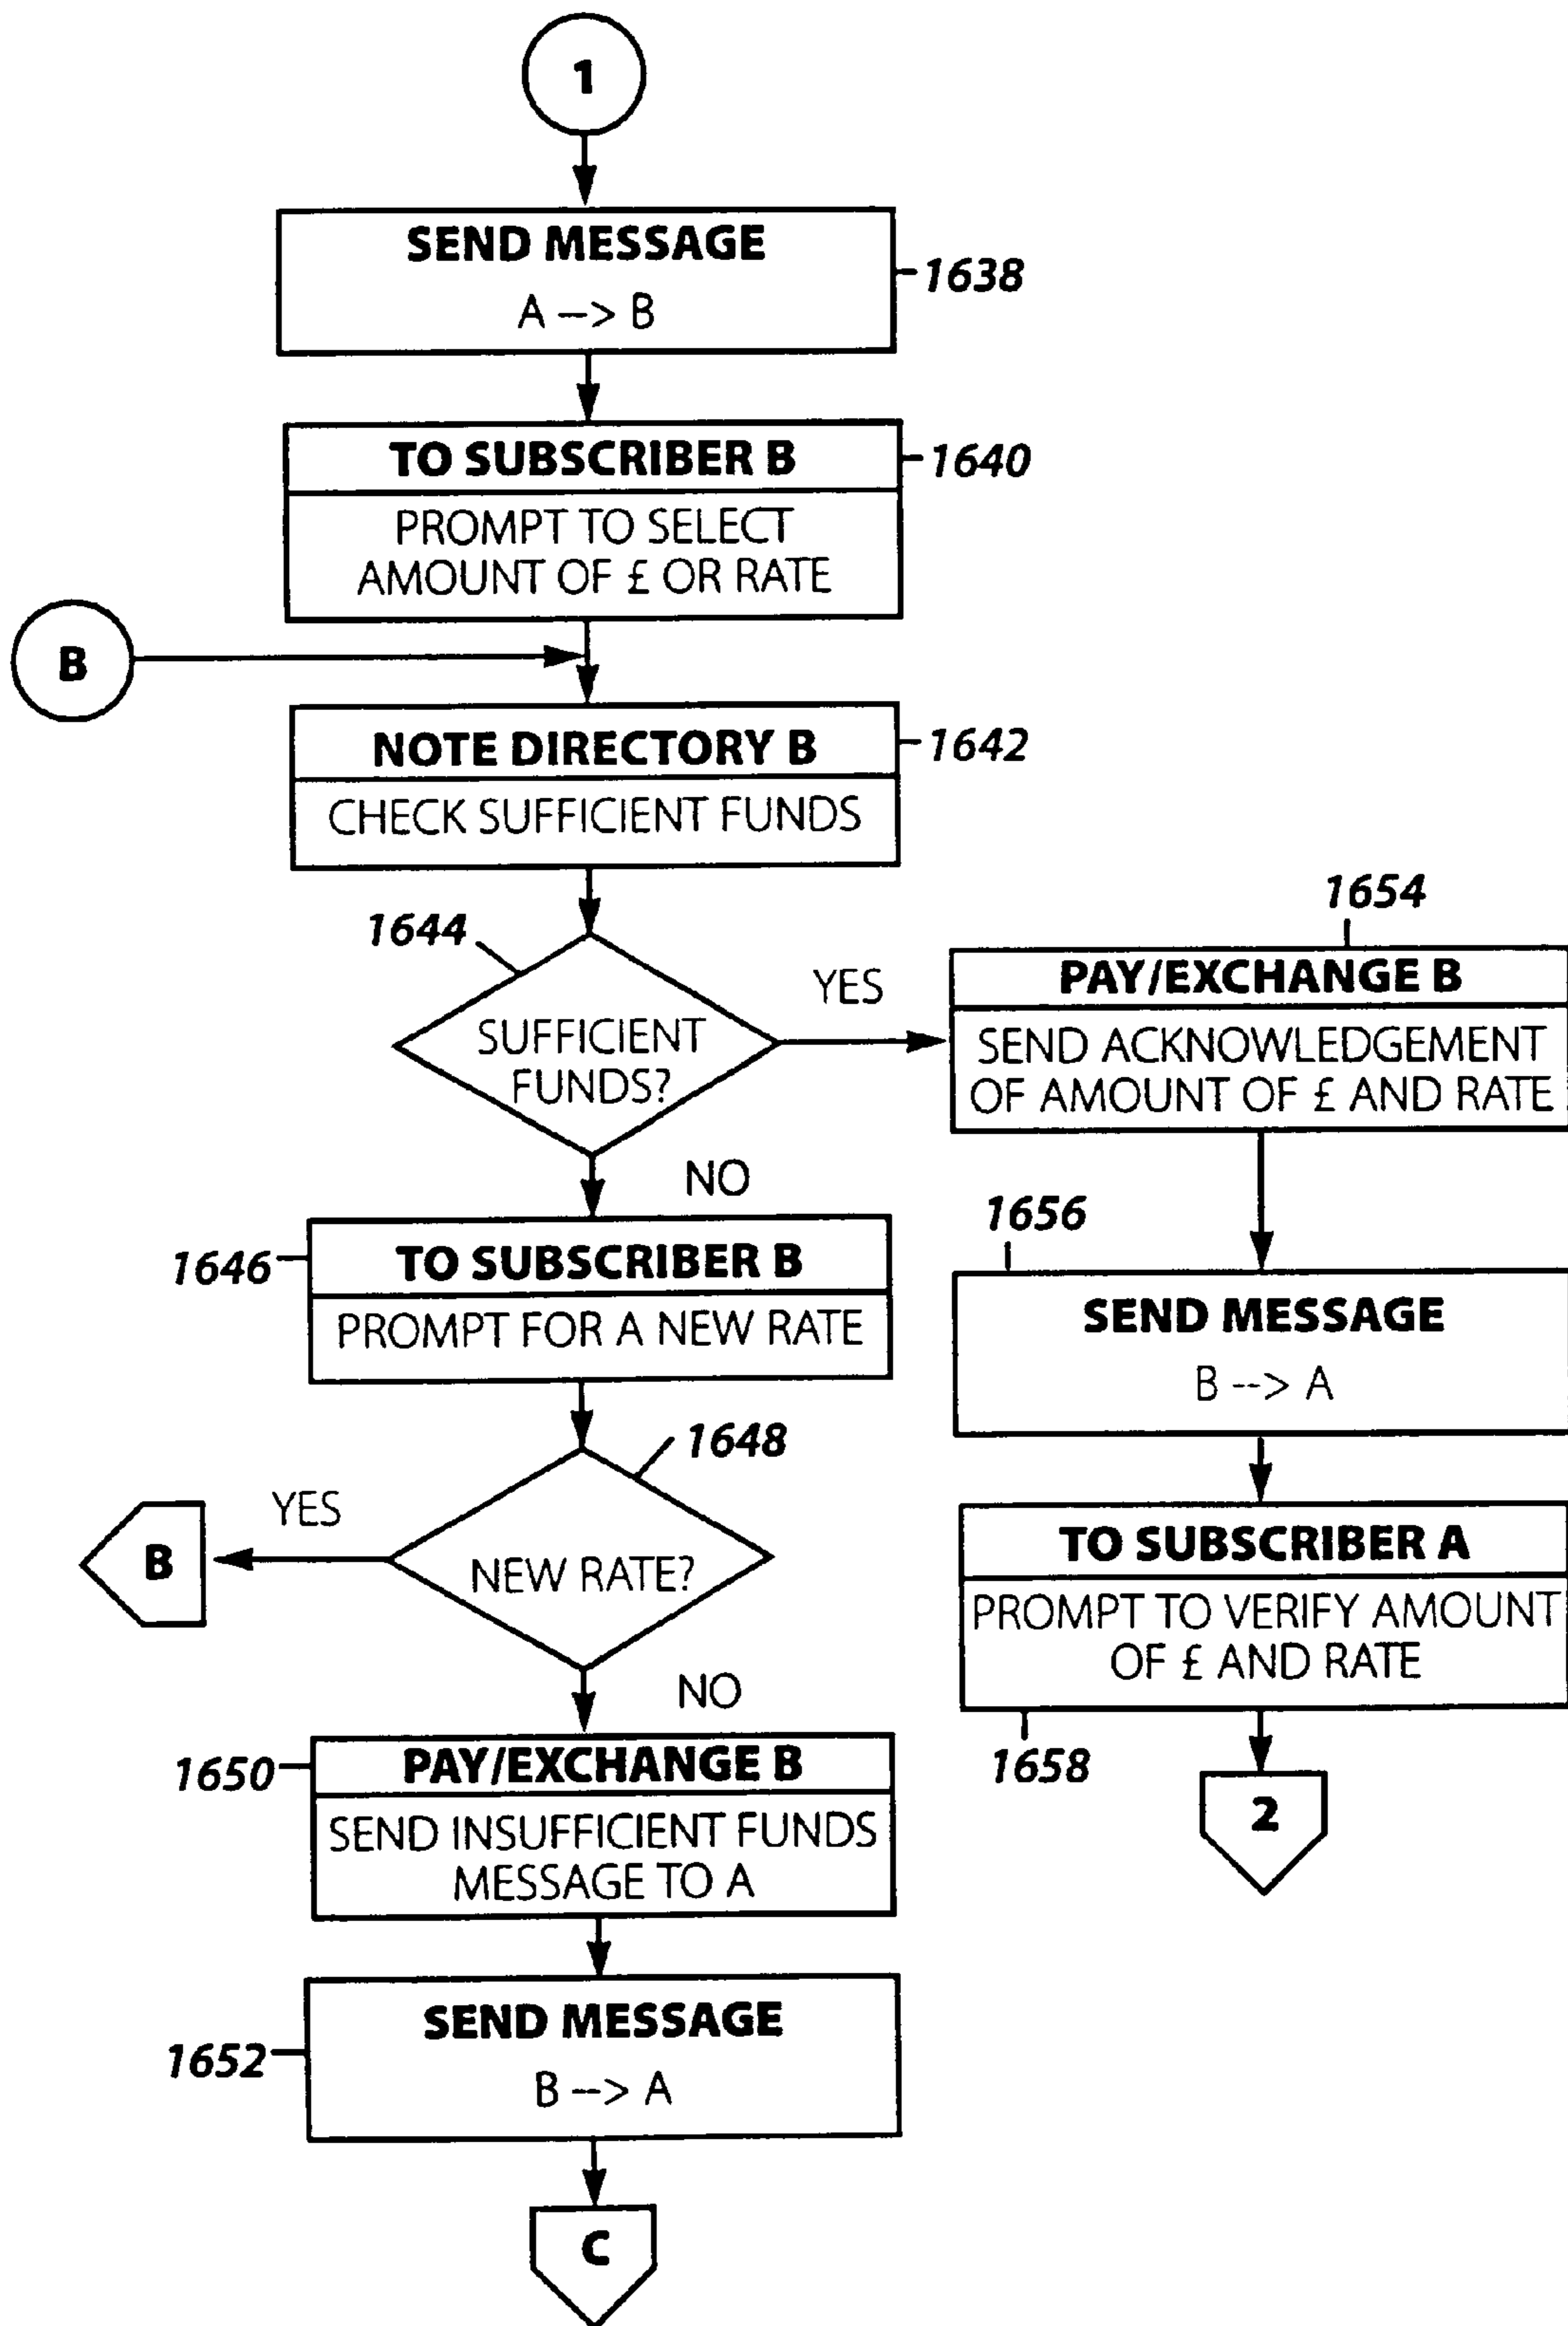 1
SEND MESSAGE
A --> B
1638
TO SUBSCRIBER B
1640
PROMPT TO SELECT
AMOUNT OF £ OR RATE
B
NOTE DIRECTORY B
1642
CHECK SUFFICIENT FUNDS
1644
SUFFICIENT
FUNDS?
YES
NO
1654
PAY/EXCHANGE B
SEND ACKNOWLEDGEMENT
OF AMOUNT OF £ AND RATE
1646
TO SUBSCRIBER B
PROMPT FOR A NEW RATE
1656
SEND MESSAGE
B --> A
1648
NEW RATE?
YES
B
NO
TO SUBSCRIBER A
PROMPT TO VERIFY AMOUNT
OF £ AND RATE
1658
2
1650
PAY/EXCHANGE B
SEND INSUFFICIENT FUNDS
MESSAGE TO A
1652
SEND MESSAGE
B --> A
C